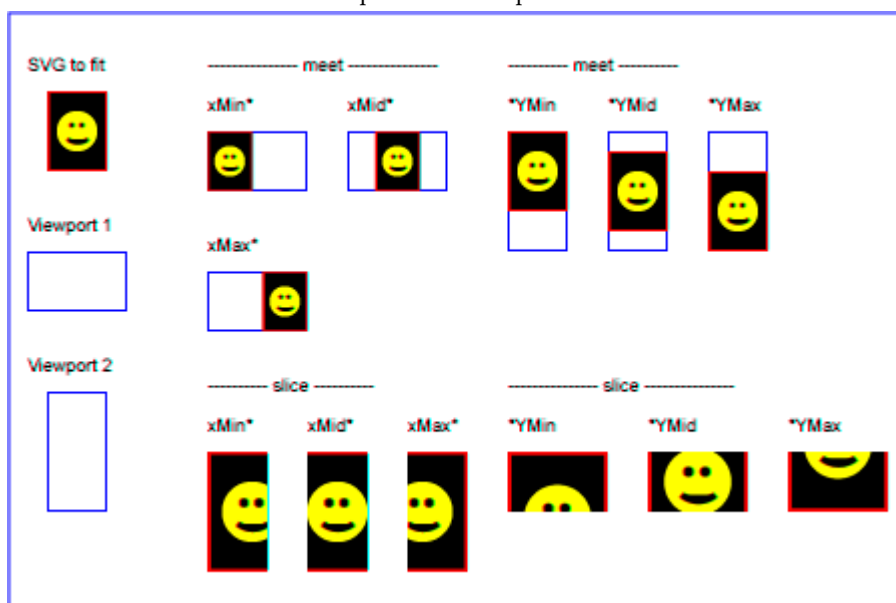 SVG to fit
--------------- meet ---------------
---------- meet ----------
xMin*
xMid*
*YMin
*YMid
*YMax
Viewport 1
xMax*
Viewport 2
---------- slice ----------
--------------- slice ---------------
xMin*
xMid*
xMax*
*YMin
*YMid
*YMax